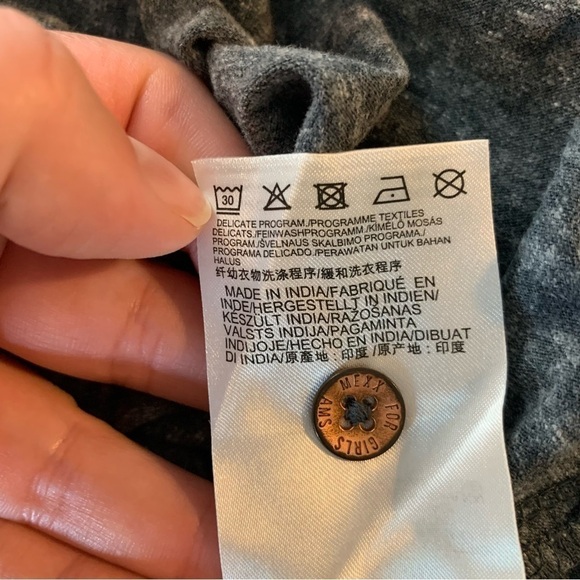 30
DELICATE PROGRAM./PROGRAMME TEXTILES
DELICATS./FEINWASHPROGRAMM./KÍMÉLŐ MOSÁS
PROGRAM./ŠVELNAUS SKALBIMO PROGRAMA./
PROGRAMA DELICADO./PERAWATAN UNTUK BAHAN
HALUS
纤幼衣物洗涤程序/緩和洗衣程序
MADE IN INDIA/FABRIQUÉ EN
INDE/HERGESTELLT IN INDIEN/
KÉSZÜLT INDIA/RAŽOŠANAS
VALSTS INDIJA/PAGAMINTA
INDIJOJE/HECHO EN INDIA/DIBUAT
DI INDIA/原產地：印度 /原产地：印度
MEXX FOR GIRLS AMS